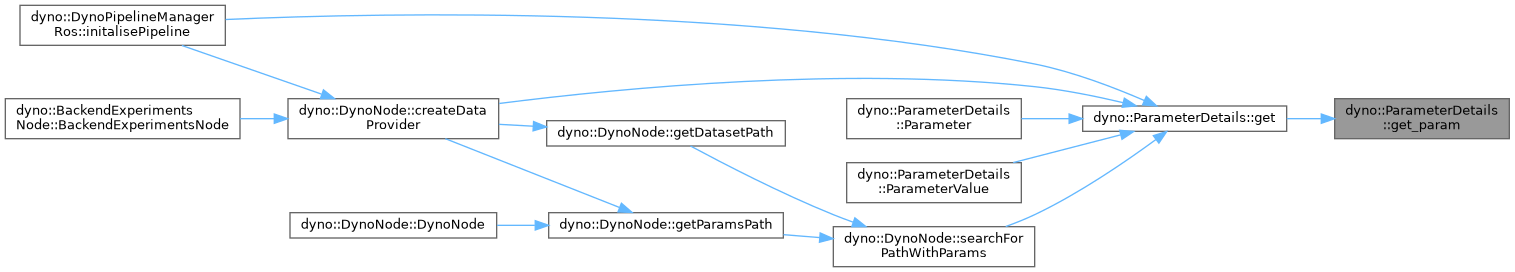 dyno::DynoPipelineManager
Ros::initalisePipeline
dyno::BackendExperiments
Node::BackendExperimentsNode
dyno::DynoNode::createData
Provider
dyno::DynoNode::getDatasetPath
dyno::DynoNode::DynoNode
dyno::DynoNode::getParamsPath
dyno::ParameterDetails
::Parameter
dyno::ParameterDetails
::ParameterValue
dyno::DynoNode::searchFor
PathWithParams
dyno::ParameterDetails::get
dyno::ParameterDetails
::get_param